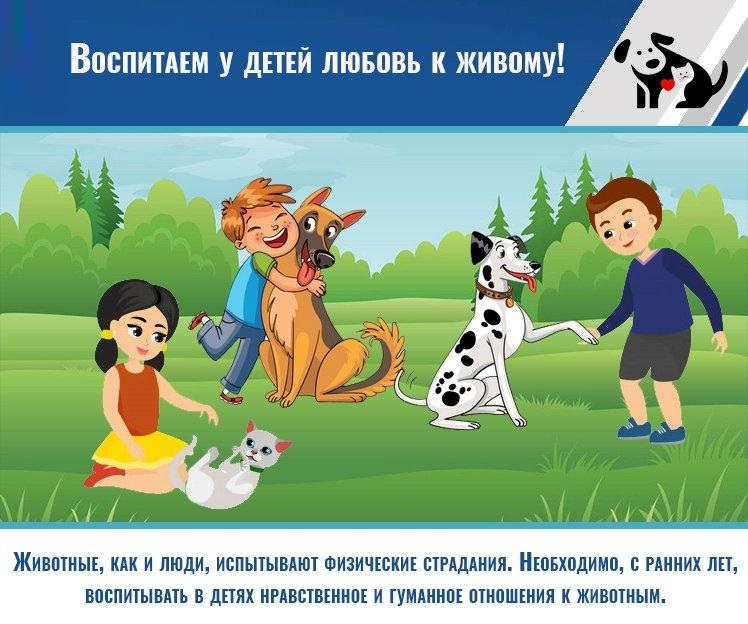 Воспитаем у детей любовь к живому!
Животные, как и люди, испытывают физические страдания. Необходимо, с ранних лет,
воспитывать в детях нравственное и гуманное отношения к животным.